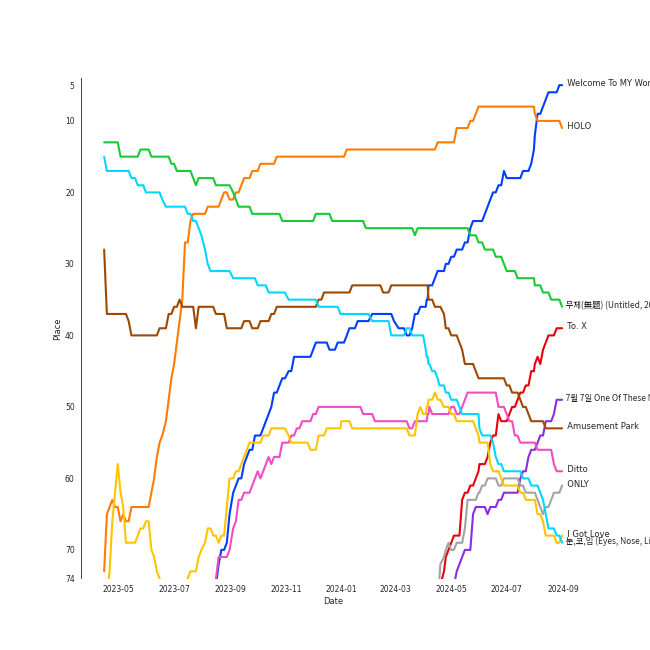 5
10
20
30
40
50
60
70
74
Place
2023-05
2023-07
2023-09
2023-11
2024-01
2024-03
2024-05
2024-07
2024-09
Date
Welcome To MY Wor
HOLO
무제(無題) (Untitled, 20
To. X
7월 7일 One Of These N
Amusement Park
Ditto
ONLY
I Got Love
눈,코,입 (Eyes, Nose, Li